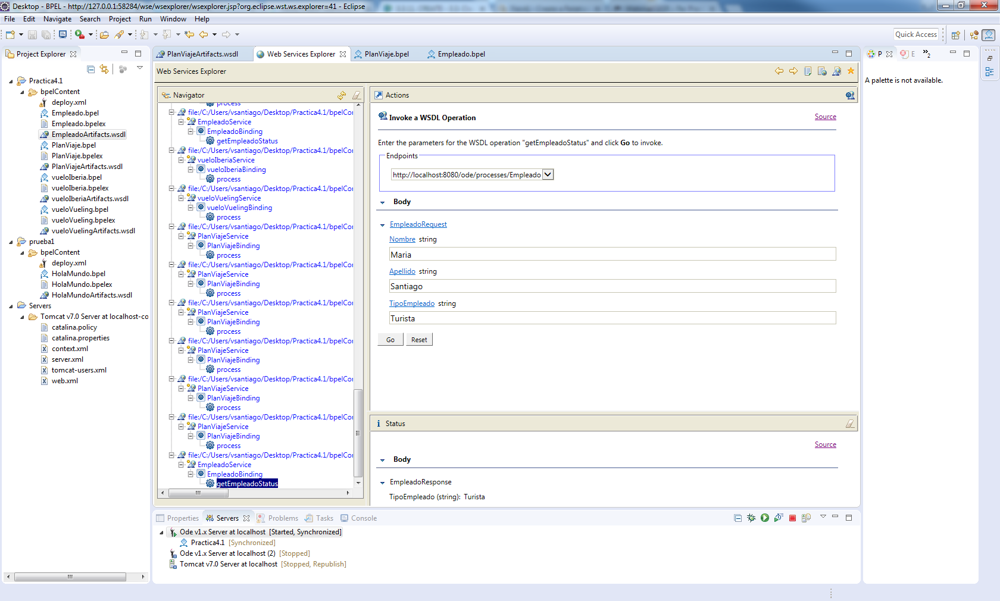 Desktop - BPEL - http://127.0.0.1:58284/wse/wsexplorer/wsexplorer.jsp?org.eclipse.wst.ws.explorer=41 - Eclipse
File Edit Navigate Search Project Run Window Help
Quick Access
Project Explorer
Practica4.1
bpelContent
deploy.xml
Empleado.bpel
Empleado.bpelex
EmpleadoArtifacts.wsdl
PlanViaje.bpel
PlanViaje.bpelex
PlanViajeArtifacts.wsdl
vueloIberia.bpel
vueloIberia.bpelex
vueloIberiaArtifacts.wsdl
vueloVueling.bpel
vueloVueling.bpelex
vueloVuelingArtifacts.wsdl
prueba1
bpelContent
deploy.xml
HolaMundo.bpel
HolaMundo.bpelex
HolaMundoArtifacts.wsdl
Servers
Tomcat v7.0 Server at localhost-co
catalina.policy
catalina.properties
context.xml
server.xml
tomcat-users.xml
web.xml
PlanViajeArtifacts.wsdl Web Services Explorer PlanViaje.bpel Empleado.bpel
Web Services Explorer
Navigator
process
file:/C:/Users/vsantiago/Desktop/Practica4.1/bpelCor
EmpleadoService
EmpleadoBinding
getEmpleadoStatus
file:/C:/Users/vsantiago/Desktop/Practica4.1/bpelCor
vueloIberiaService
vueloIberiaBinding
process
file:/C:/Users/vsantiago/Desktop/Practica4.1/bpelCor
vueloVuelingService
vueloVuelingBinding
process
file:/C:/Users/vsantiago/Desktop/Practica4.1/bpelCor
PlanViajeService
PlanViajeBinding
process
file:/C:/Users/vsantiago/Desktop/Practica4.1/bpelCor
PlanViajeService
PlanViajeBinding
process
file:/C:/Users/vsantiago/Desktop/Practica4.1/bpelCor
PlanViajeService
PlanViajeBinding
process
file:/C:/Users/vsantiago/Desktop/Practica4.1/bpelCor
PlanViajeService
PlanViajeBinding
process
file:/C:/Users/vsantiago/Desktop/Practica4.1/bpelCor
PlanViajeService
PlanViajeBinding
process
file:/C:/Users/vsantiago/Desktop/Practica4.1/bpelCor
PlanViajeService
PlanViajeBinding
process
file:/C:/Users/vsantiago/Desktop/Practica4.1/bpelCor
EmpleadoService
EmpleadoBinding
getEmpleadoStatus
Actions
Invoke a WSDL Operation
Source
Enter the parameters for the WSDL operation "getEmpleadoStatus" and click Go to invoke.
Endpoints
http://localhost:8080/ode/processes/Empleado
Body
EmpleadoRequest
Nombre string
Maria
Apellido string
Santiago
TipoEmpleado string
Turista
Go Reset
Status
Source
Body
EmpleadoResponse
TipoEmpleado (string): Turista
P E »2
A palette is not available.
Properties Servers Problems Tasks Console
Ode v1.x Server at localhost [Started, Synchronized]
Practica4.1 [Synchronized]
Ode v1.x Server at localhost (2) [Stopped]
Tomcat v7.0 Server at localhost [Stopped, Republish]